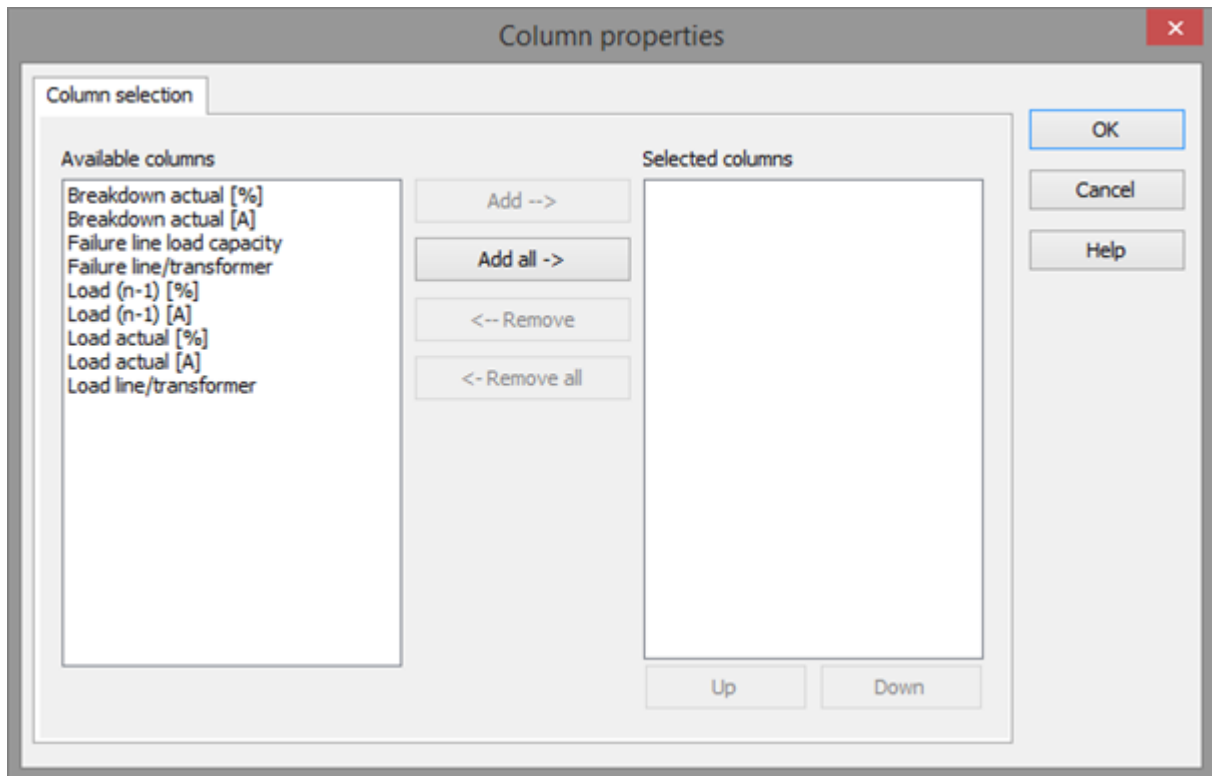 Column properties
Column selection
Available columns
Breakdown actual [%]
Breakdown actual [A]
Failure line load capacity
Failure line/transformer
Load (n-1) [%]
Load (n-1) [A]
Load actual [%]
Load actual [A]
Load line/transformer
Add -->
Add all ->
<-- Remove
<- Remove all
Selected columns
Up
Down
OK
Cancel
Help